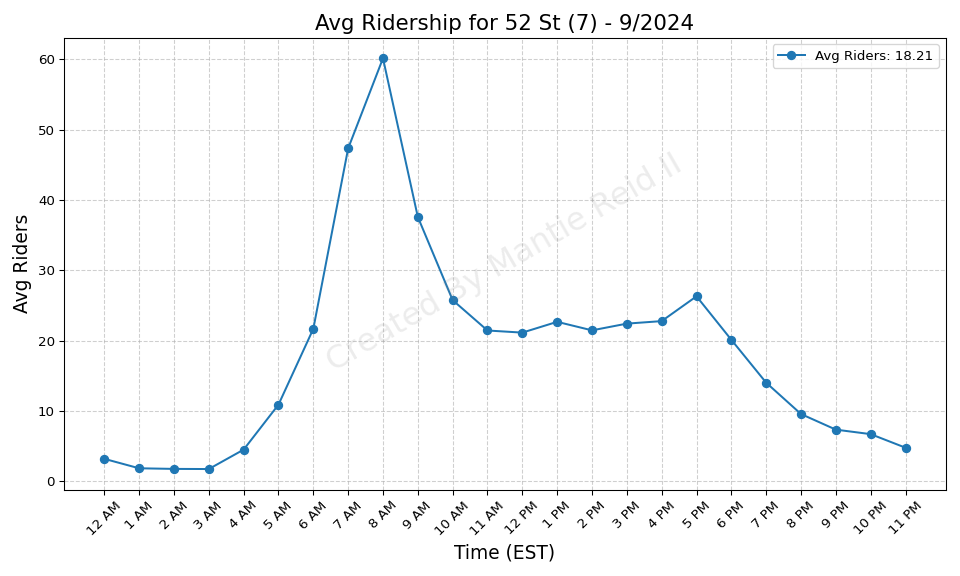 Avg Ridership for 52 St (7) - 9/2024
Avg Riders: 18.21
60
50
40
30
20
10
0
Avg Riders
Created By Mantie Reid II
12 AM
1 AM
2 AM
3 AM
4 AM
5 AM
6 AM
7 AM
8 AM
9 AM
10 AM
11 AM
12 PM
1 PM
2 PM
3 PM
4 PM
5 PM
6 PM
7 PM
8 PM
9 PM
10 PM
11 PM
Time (EST)